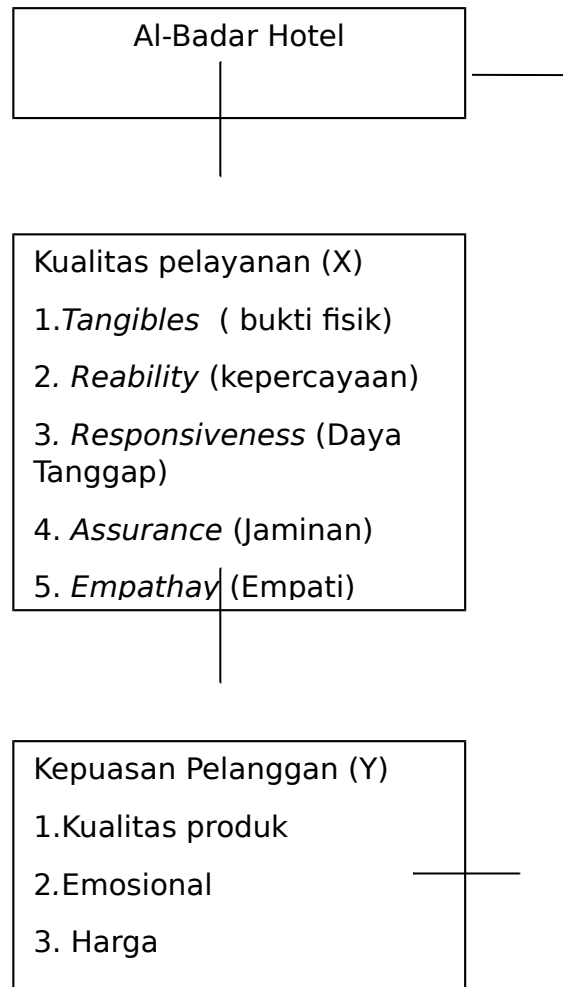 Al-Badar Hotel
Kualitas pelayanan (X)
1.Tangibles ( bukti fisik)
2. Reability (kepercayaan)
3. Responsiveness (Daya
Tanggap)
4. Assurance (Jaminan)
5. Empathay (Empati)
Kepuasan Pelanggan (Y)
1.Kualitas produk
2.Emosional
3. Harga